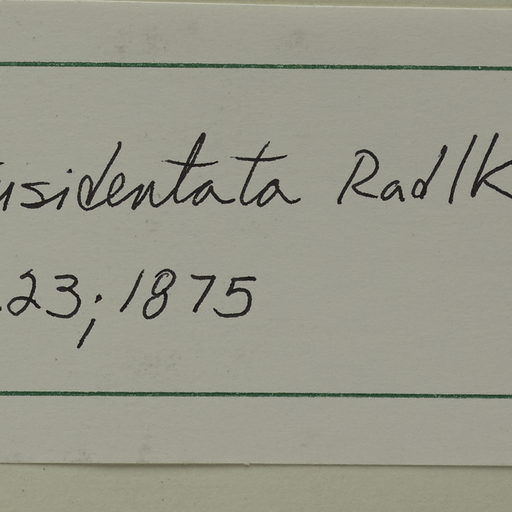 usidentata Radlk
.23; 1875